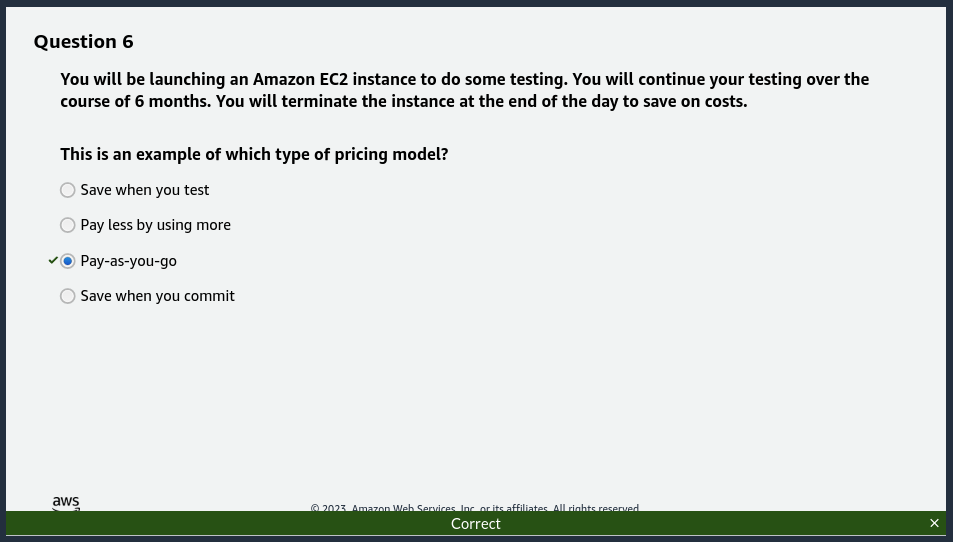 Question 6
You will be launching an Amazon EC2 instance to do some testing. You will continue your testing over the
course of 6 months. You will terminate the instance at the end of the day to save on costs.
This is an example of which type of pricing model?
Save when you test
Pay less by using more
Pay-as-you-go
Save when you commit
aws
© 2023, Amazon Web Services, Inc. or its affiliates. All rights reserved.
Correct